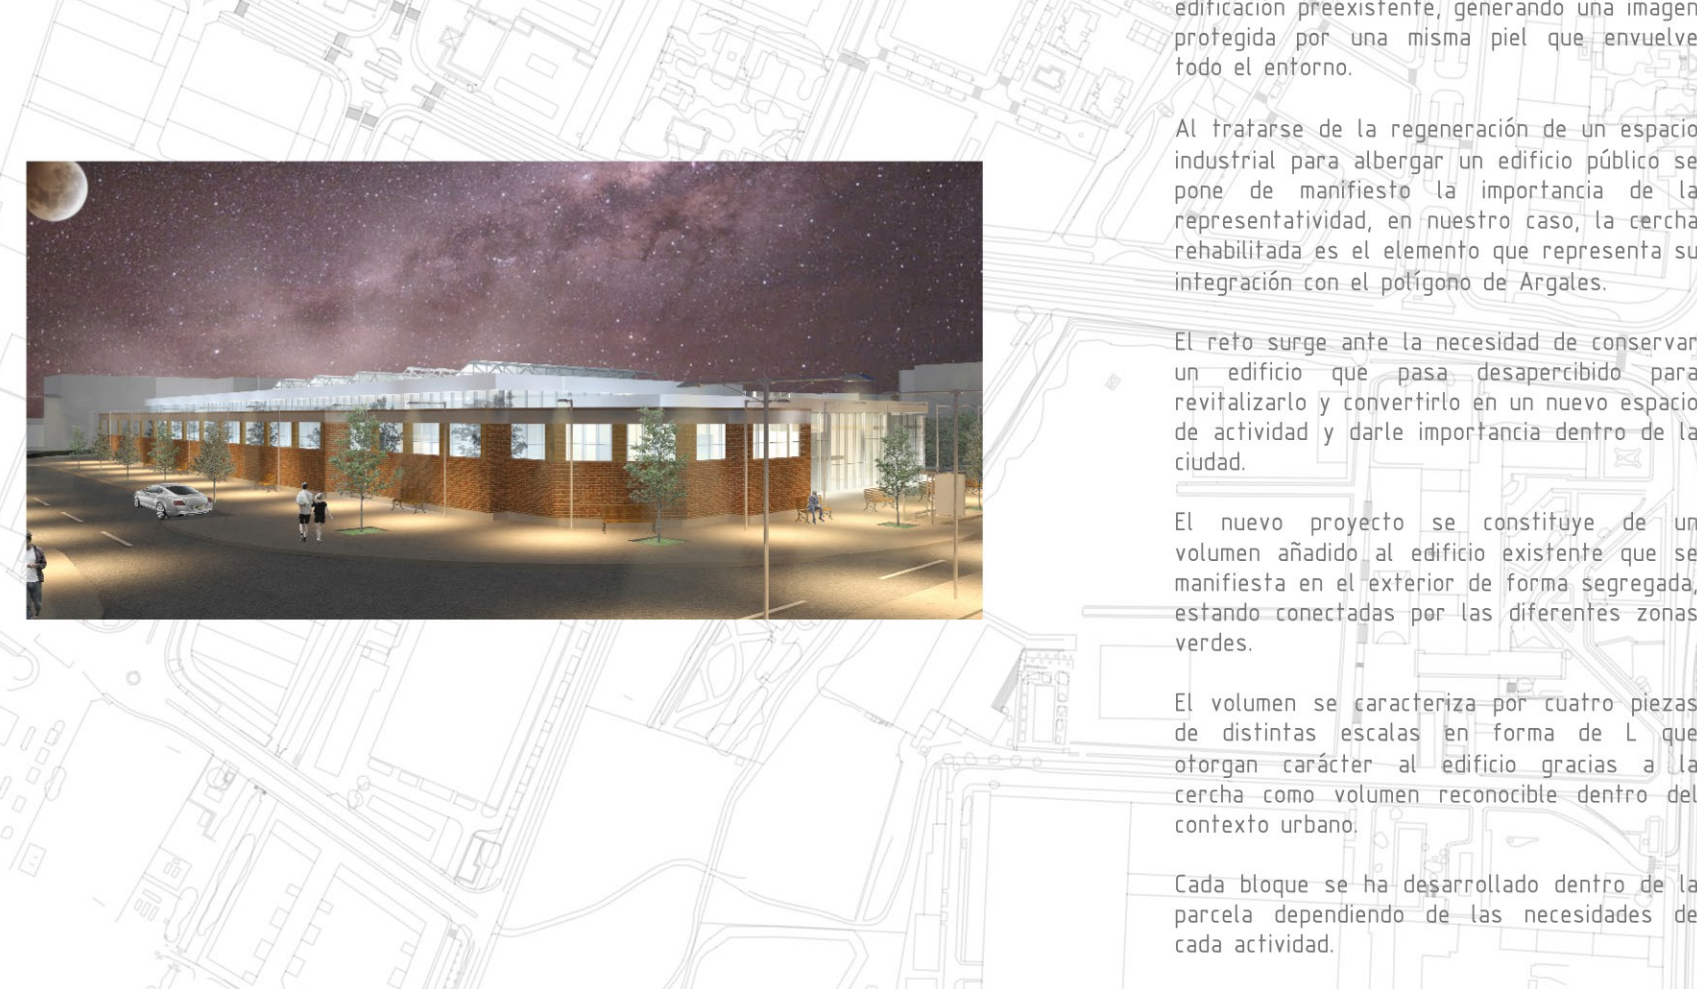 edificación preexistente, generando una imagen
protegida por una misma piel que envuelve
todo el entorno.
Al tratarse de la regeneración de un espacio
industrial para albergar un edificio público se
pone de manifiesto la importancia de la
representatividad, en nuestro caso, la cercha
rehabilitada es el elemento que representa su
integración con el polígono de Argales.
El reto surge ante la necesidad de conservar
un edificio que pasa desapercibido para
revitalizarlo y convertirlo en un nuevo espacio
de actividad y darle importancia dentro de la
ciudad.
El nuevo proyecto se constituye de un
volumen añadido al edificio existente que se
manifiesta en el exterior de forma segregada,
estando conectadas por las diferentes zonas
verdes.
El volumen se caracteriza por cuatro piezas
de distintas escalas en forma de L que
otorgan carácter al edificio gracias a la
cercha como volumen reconocible dentro del
contexto urbano.
Cada bloque se ha desarrollado dentro de la
parcela dependiendo de las necesidades de
cada actividad.